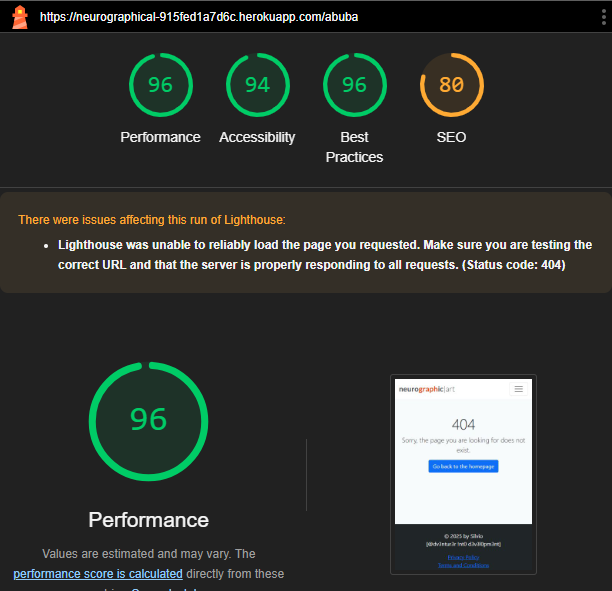 https://neurographical-915fed1a7d6c.herokuapp.com/abuba
96
94
96
80
Performance
Accessibility
Best
Practices
SEO
There were issues affecting this run of Lighthouse:
Lighthouse was unable to reliably load the page you requested. Make sure you are testing the
correct URL and that the server is properly responding to all requests. (Status code: 404)
96
Performance
Values are estimated and may vary. The
performance score is calculated directly from these
neurographic|art
404
Sorry, the page you are looking for does not
exist.
Go back to the homepage
© 2025 by Silvio
Privacy Policy
Terms and Conditions